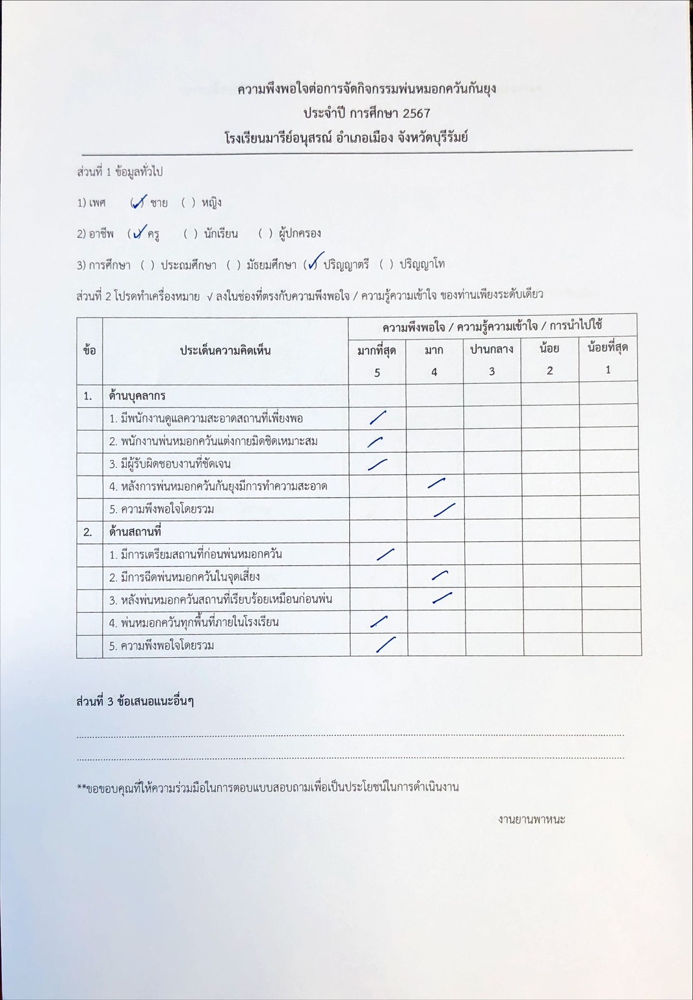 ความพึงพอใจต่อการจัดกิจกรรมพ่นหมอกควันกันยุง
ประจำปี การศึกษา 2567
โรงเรียนมารีย์อนุสรณ์ อำเภอเมือง จังหวัดบุรีรัมย์
ส่วนที่ 1 ข้อมูลทั่วไป
1) เพศ (✓) ชาย ( ) หญิง
2) อาชีพ (✓) ครู ( ) นักเรียน ( ) ผู้ปกครอง
3) การศึกษา ( ) ประถมศึกษา ( ) มัธยมศึกษา (✓) ปริญญาตรี ( ) ปริญญาโท
ส่วนที่ 2 โปรดทำเครื่องหมาย √ ลงในช่องที่ตรงกับความพึงพอใจ / ความรู้ความเข้าใจ ของท่านเพียงระดับเดียว
ข้อ ประเด็นความคิดเห็น ความพึงพอใจ / ความรู้ความเข้าใจ / การนำไปใช้
มากที่สุด มาก ปานกลาง น้อย น้อยที่สุด
5 4 3 2 1
1. ด้านบุคลากร
1. มีพนักงานดูแลความสะอาดสถานที่เพี่ยงพอ /
2. พนักงานพ่นหมอกควันแต่งกายมิดชิดเหมาะสม /
3. มีผู้รับผิดชอบงานที่ชัดเจน /
4. หลังการพ่นหมอกควันกันยุงมีการทำความสะอาด /
5. ความพึงพอใจโดยรวม /
2. ด้านสถานที่
1. มีการเตรียมสถานที่ก่อนพ่นหมอกควัน /
2. มีการฉีดพ่นหมอกควันในจุดเสี่ยง /
3. หลังพ่นหมอกควันสถานที่เรียบร้อยเหมือนก่อนพ่น /
4. พ่นหมอกควันทุกพื้นที่ภายในโรงเรียน /
5. ความพึงพอใจโดยรวม /
ส่วนที่ 3 ข้อเสนอแนะอื่นๆ
**ขอขอบคุณที่ให้ความร่วมมือในการตอบแบบสอบถามเพื่อเป็นประโยชน์ในการดำเนินงาน
งานยานพาหนะ